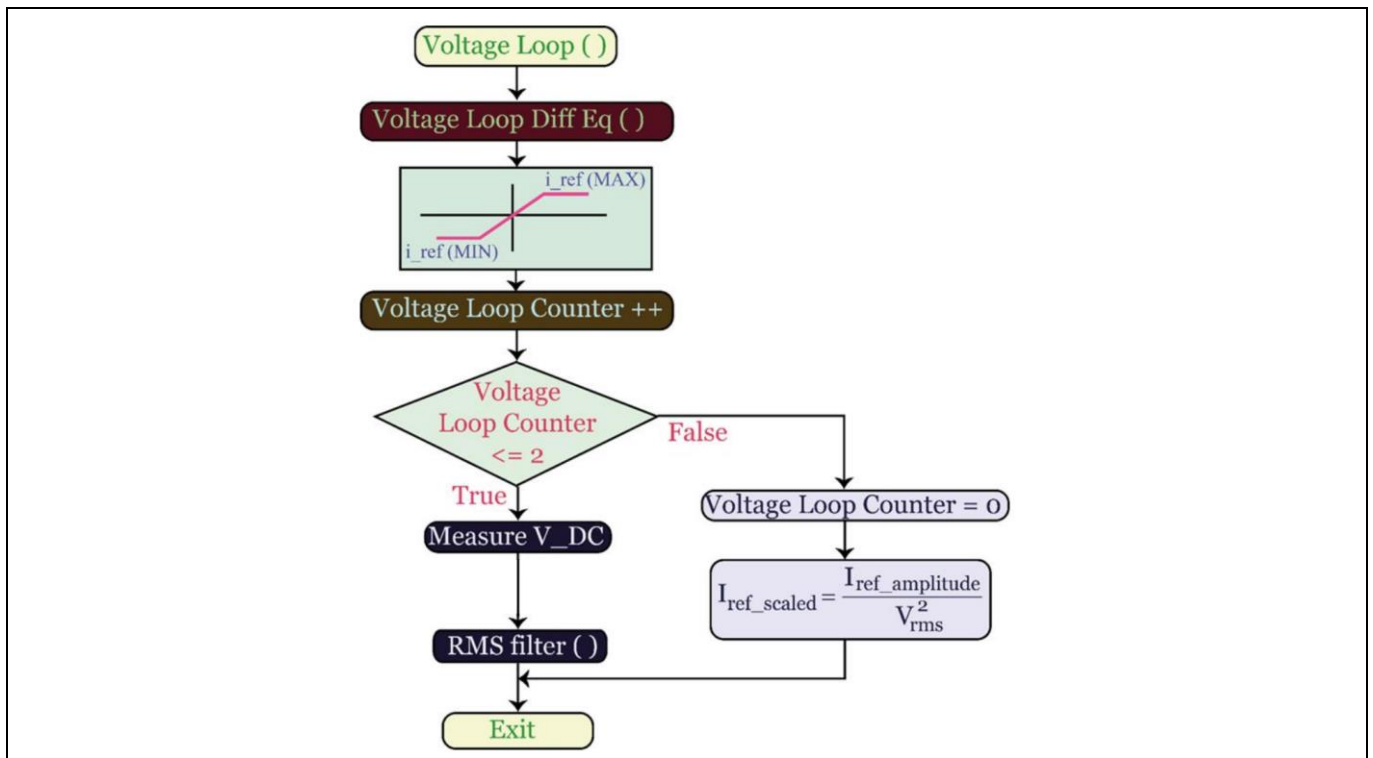 Voltage Loop ( )
Voltage Loop Diff Eq ( )
i_ref (MAX)
i_ref (MIN)
Voltage Loop Counter ++
Voltage
Loop Counter
<= 2
False
True
Voltage Loop Counter = 0
Measure V_DC
I_ref_scaled = I_ref_amplitude / V_rms^2
RMS filter ( )
Exit